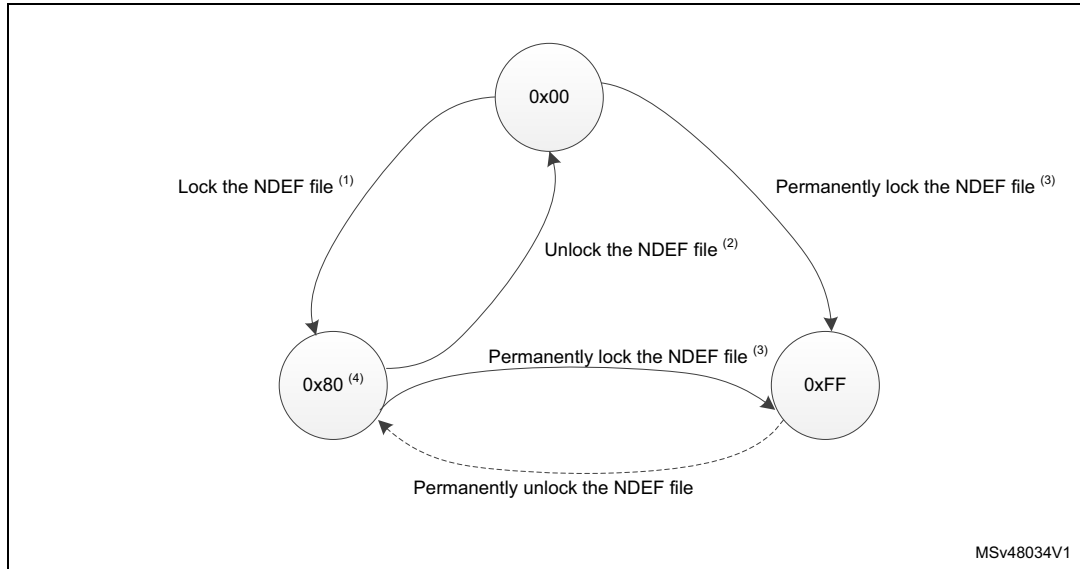 0x00
Lock the NDEF file (1)
Permanently lock the NDEF file (3)
Unlock the NDEF file (2)
Permanently lock the NDEF file (3)
0x80 (4)
0xFF
Permanently unlock the NDEF file
MSv48034V1